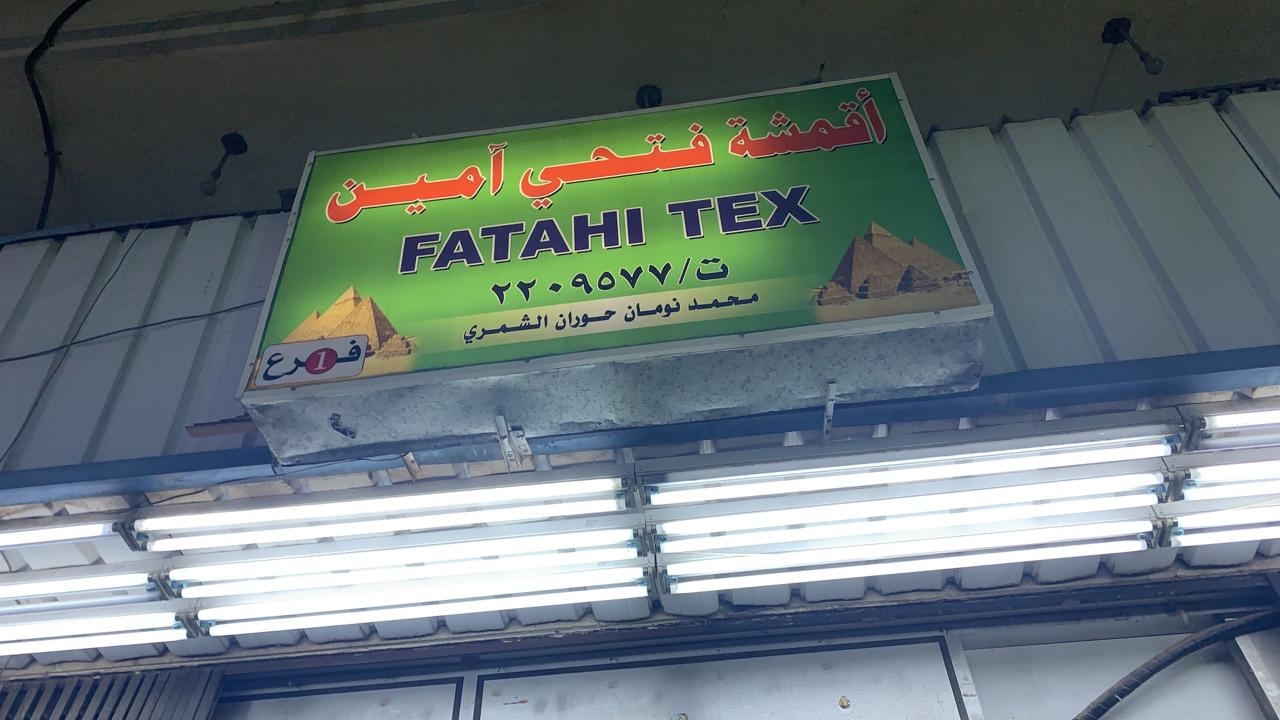 أقمشة فتحي آمين
FATAHI TEX
ت/٢٢٠٩٥٧٧
محمد نومان حوران الشمري
فرع 1